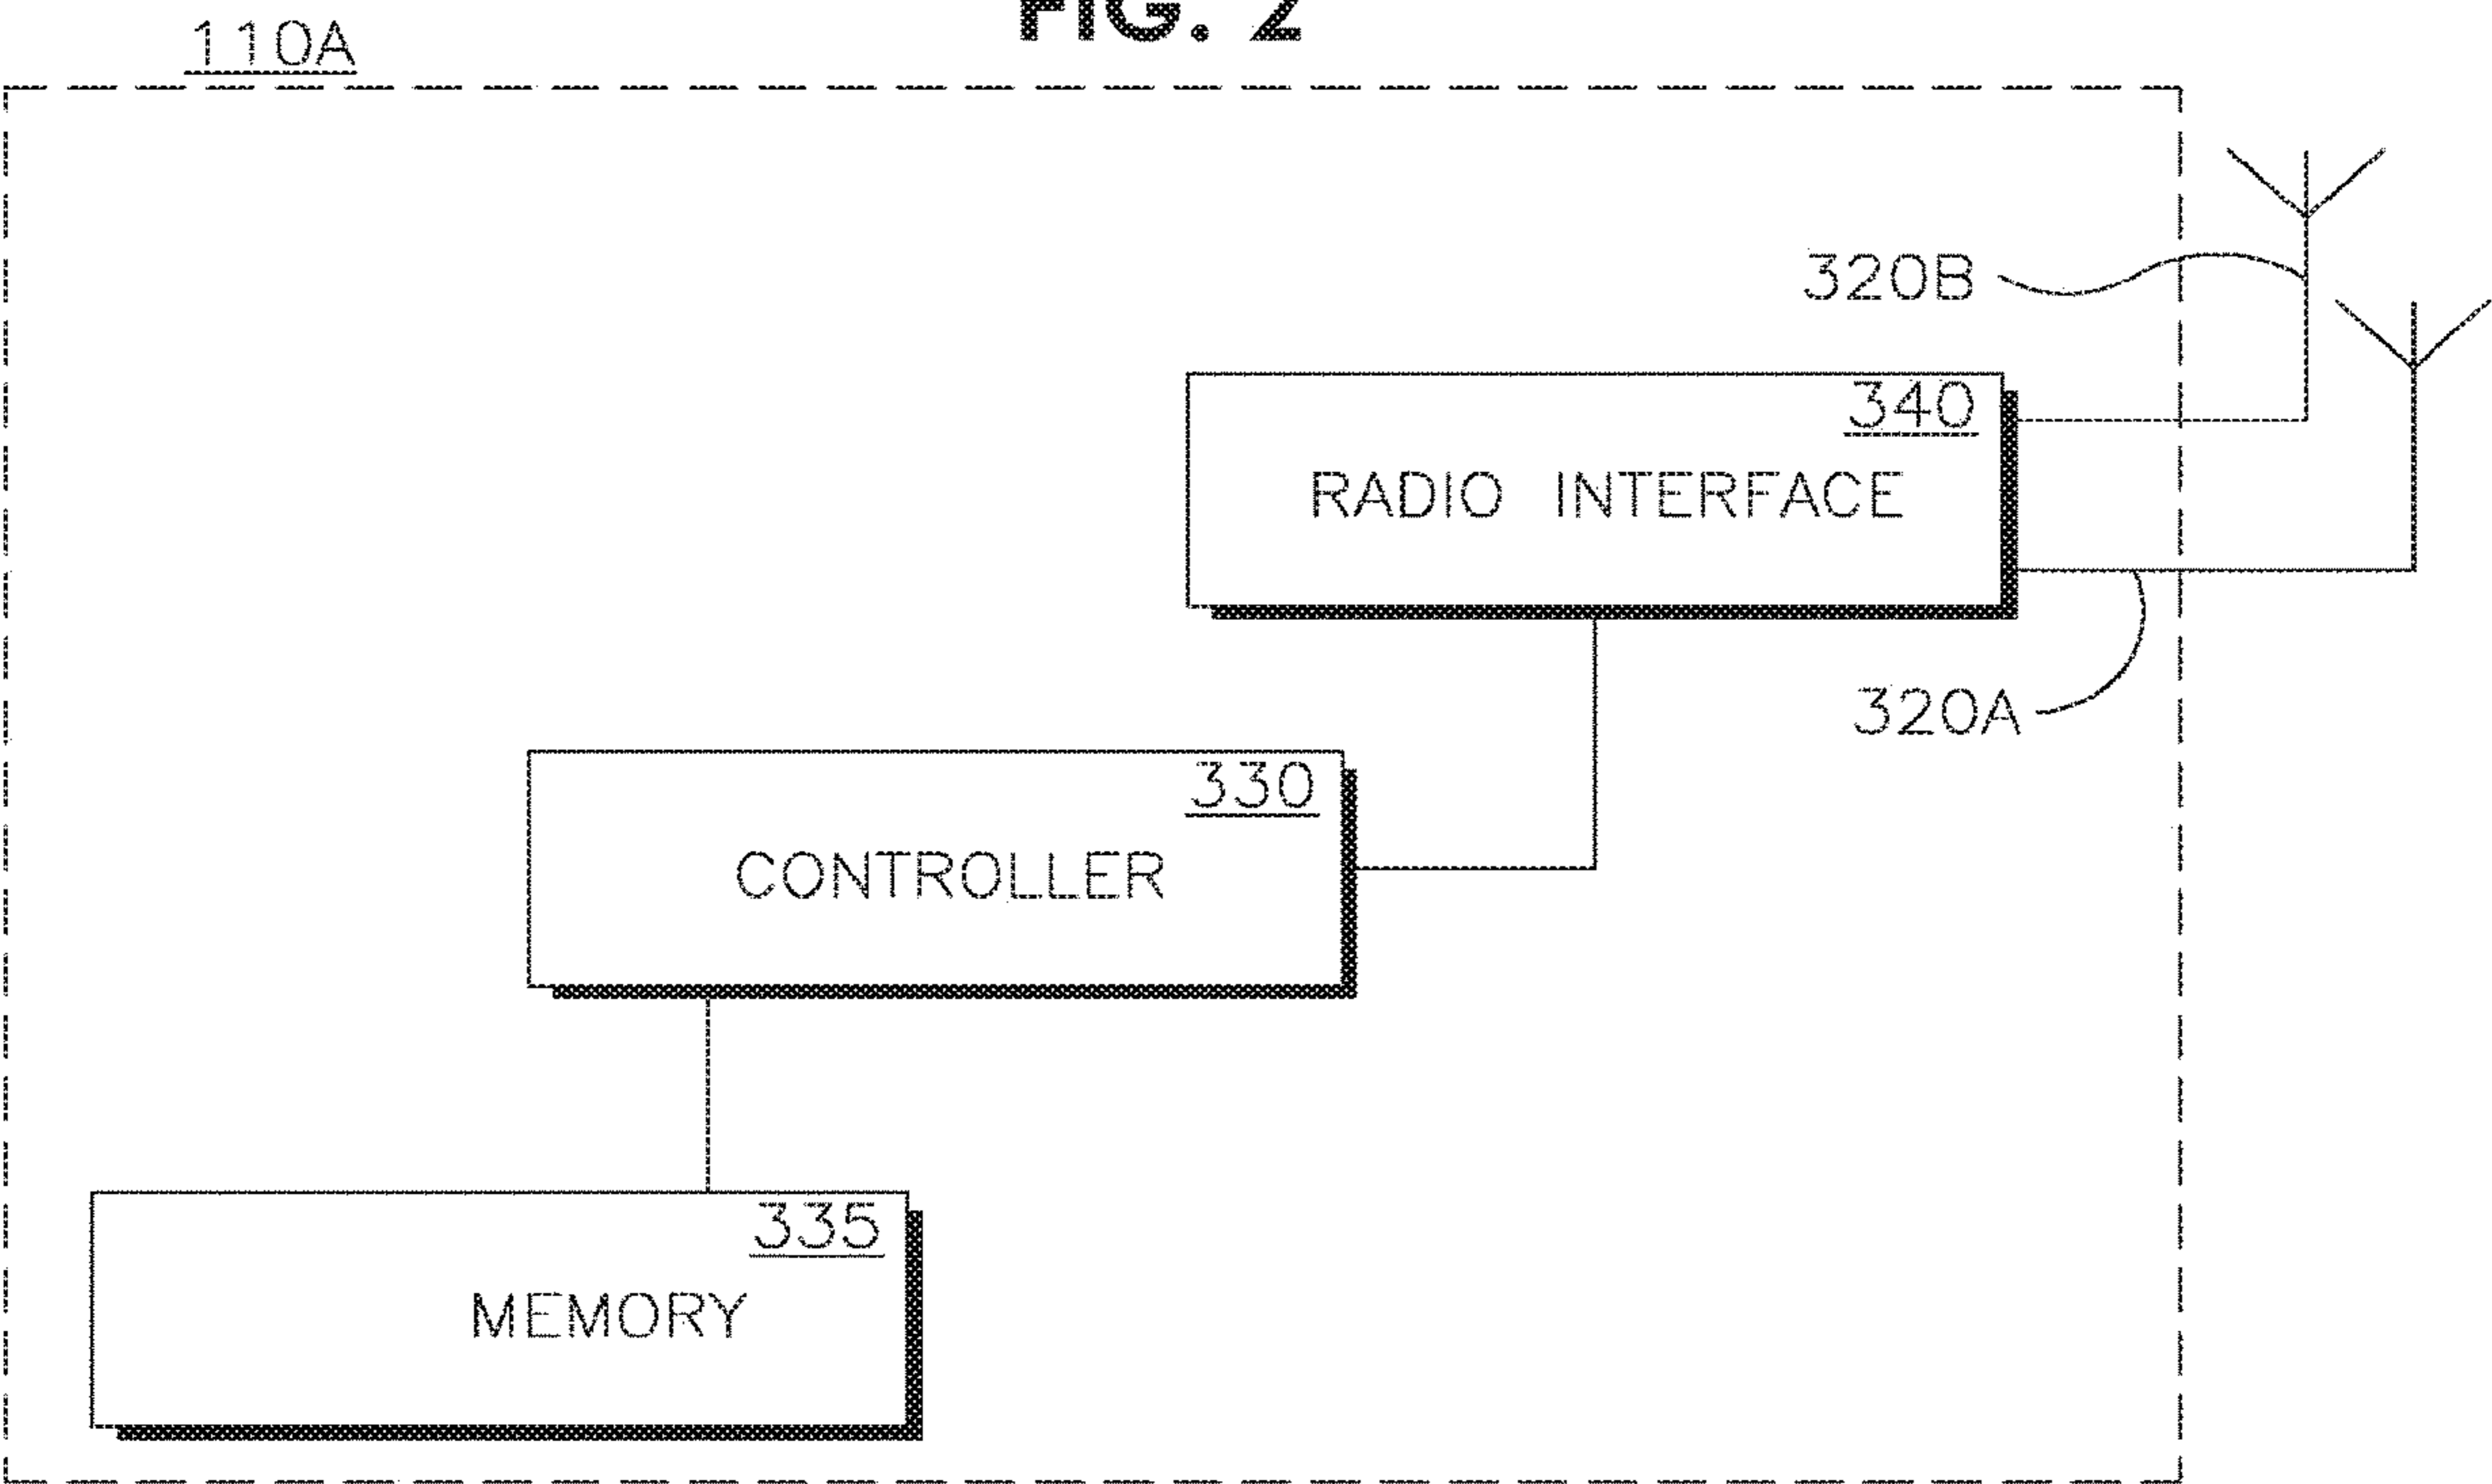 FIG. 2
110A
320B
340
RADIO INTERFACE
320A
330
CONTROLLER
335
MEMORY